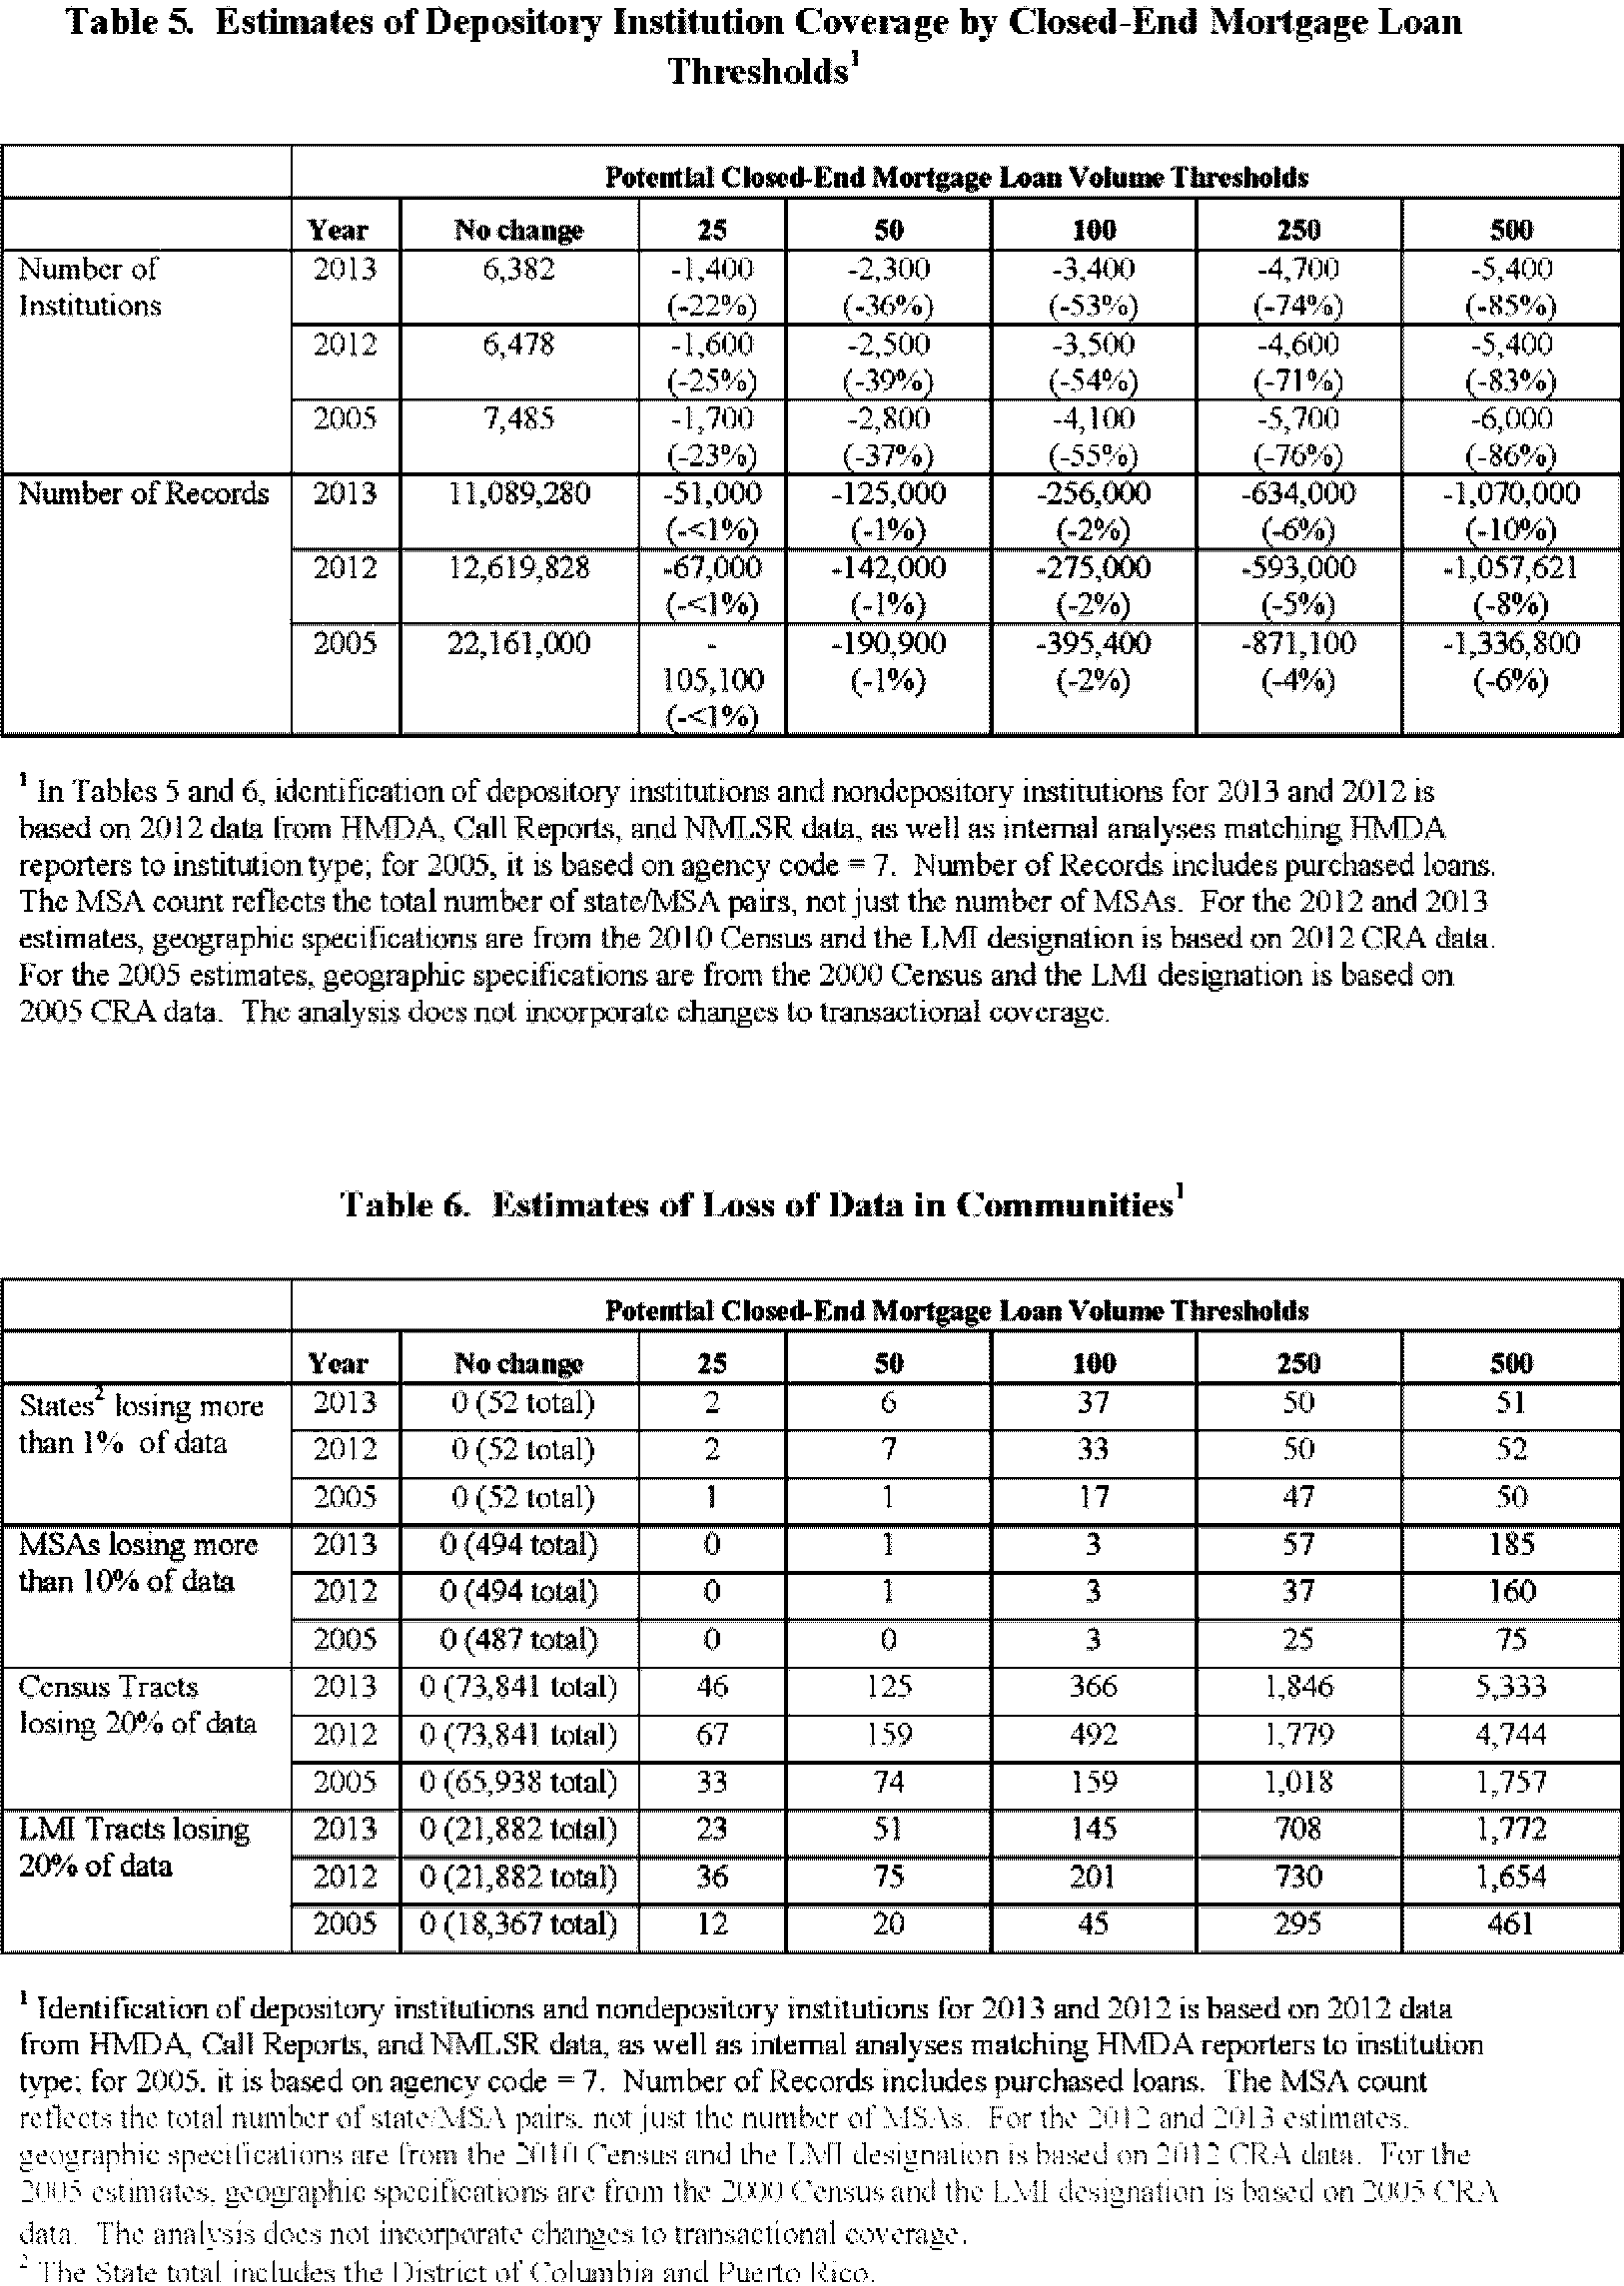 Table 5. Estimates of Depository Institution Coverage by Closed-End Mortgage Loan
Thresholds1
Potential Closed-End Mortgage Loan Volume Thresholds
Year No change 25 50 100 250 500
Number of Institutions 2013 6,382 -1,400 (-22%) -2,300 (-36%) -3,400 (-53%) -4,700 (-74%) -5,400 (-85%)
2012 6,478 -1,600 (-25%) -2,500 (-39%) -3,500 (-54%) -4,600 (-71%) -5,400 (-83%)
2005 7,485 -1,700 (-23%) -2,800 (-37%) -4,100 (-55%) -5,700 (-76%) -6,000 (-86%)
Number of Records 2013 11,089,280 -51,000 (-<1%) -125,000 (-1%) -256,000 (-2%) -634,000 (-6%) -1,070,000 (-10%)
2012 12,619,828 -67,000 (-<1%) -142,000 (-1%) -275,000 (-2%) -593,000 (-5%) -1,057,621 (-8%)
2005 22,161,000 -105,100 (-<1%) -190,900 (-1%) -395,400 (-2%) -871,100 (-4%) -1,336,800 (-6%)
1 In Tables 5 and 6, identification of depository institutions and nondepository institutions for 2013 and 2012 is
based on 2012 data from HMDA, Call Reports, and NMLSR data, as well as internal analyses matching HMDA
reporters to institution type; for 2005, it is based on agency code = 7. Number of Records includes purchased loans.
The MSA count reflects the total number of state/MSA pairs, not just the number of MSAs. For the 2012 and 2013
estimates, geographic specifications are from the 2010 Census and the LMI designation is based on 2012 CRA data.
For the 2005 estimates, geographic specifications are from the 2000 Census and the LMI designation is based on
2005 CRA data. The analysis does not incorporate changes to transactional coverage.
Table 6. Estimates of Loss of Data in Communities1
Potential Closed-End Mortgage Loan Volume Thresholds
Year No change 25 50 100 250 500
States2 losing more than 1% of data 2013 0 (52 total) 2 6 37 50 51
2012 0 (52 total) 2 7 33 50 52
2005 0 (52 total) 1 1 17 47 50
MSAs losing more than 10% of data 2013 0 (494 total) 0 1 3 57 185
2012 0 (494 total) 0 1 3 37 160
2005 0 (487 total) 0 0 3 25 75
Census Tracts losing 20% of data 2013 0 (73,841 total) 46 125 366 1,846 5,333
2012 0 (73,841 total) 67 159 492 1,779 4,744
2005 0 (65,938 total) 33 74 159 1,018 1,757
LMI Tracts losing 20% of data 2013 0 (21,882 total) 23 51 145 708 1,772
2012 0 (21,882 total) 36 75 201 730 1,654
2005 0 (18,367 total) 12 20 45 295 461
1 Identification of depository institutions and nondepository institutions for 2013 and 2012 is based on 2012 data
from HMDA, Call Reports, and NMLSR data, as well as internal analyses matching HMDA reporters to institution
type; for 2005, it is based on agency code = 7. Number of Records includes purchased loans. The MSA count
reflects the total number of state/MSA pairs, not just the number of MSAs. For the 2012 and 2013 estimates,
geographic specifications are from the 2010 Census and the LMI designation is based on 2012 CRA data. For the
2005 estimates, geographic specifications are from the 2000 Census and the LMI designation is based on 2005 CRA
data. The analysis does not incorporate changes to transactional coverage.
2 The State total includes the District of Columbia and Puerto Rico.